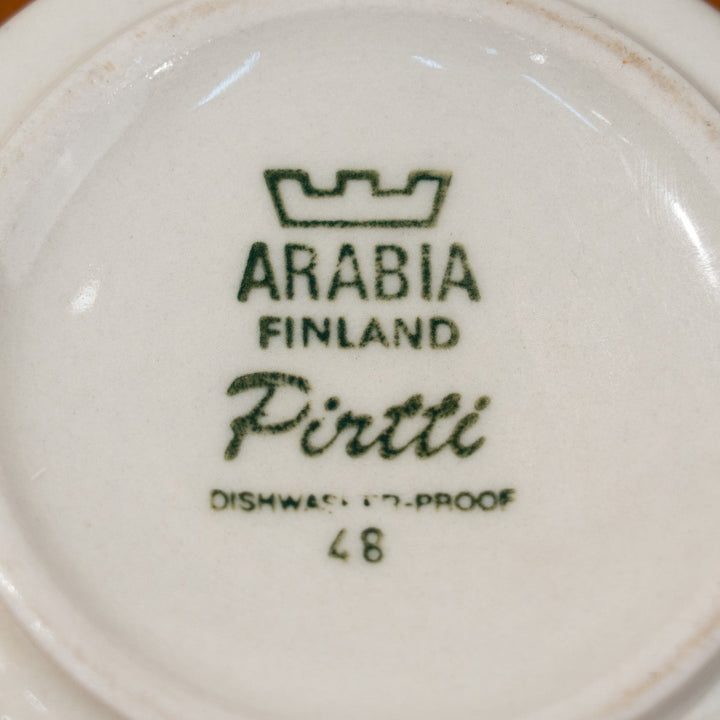 ARABIA
FINLAND
Pirtti
DISHWASHER-PROOF
48